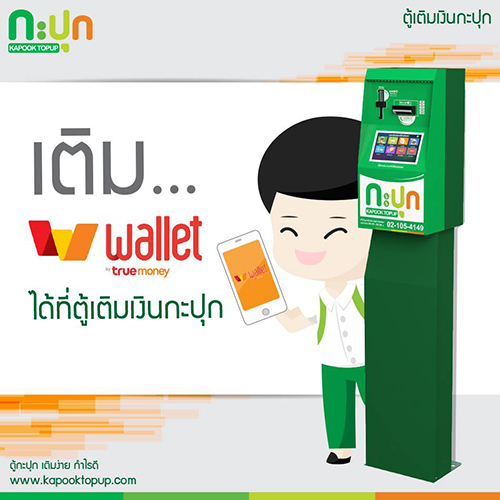 กะปุก
KAPOOK TOPUP
ตู้เติมเงินกะปุก
เติม...
wallet
by truemoney
ได้ที่ตู้เติมเงินกะปุก
wallet
กะปุก
KAPOOK TOPUP
02-105-4149
ตู้กะปุก เติมง่าย กำไรดี
www.kapooktopup.com